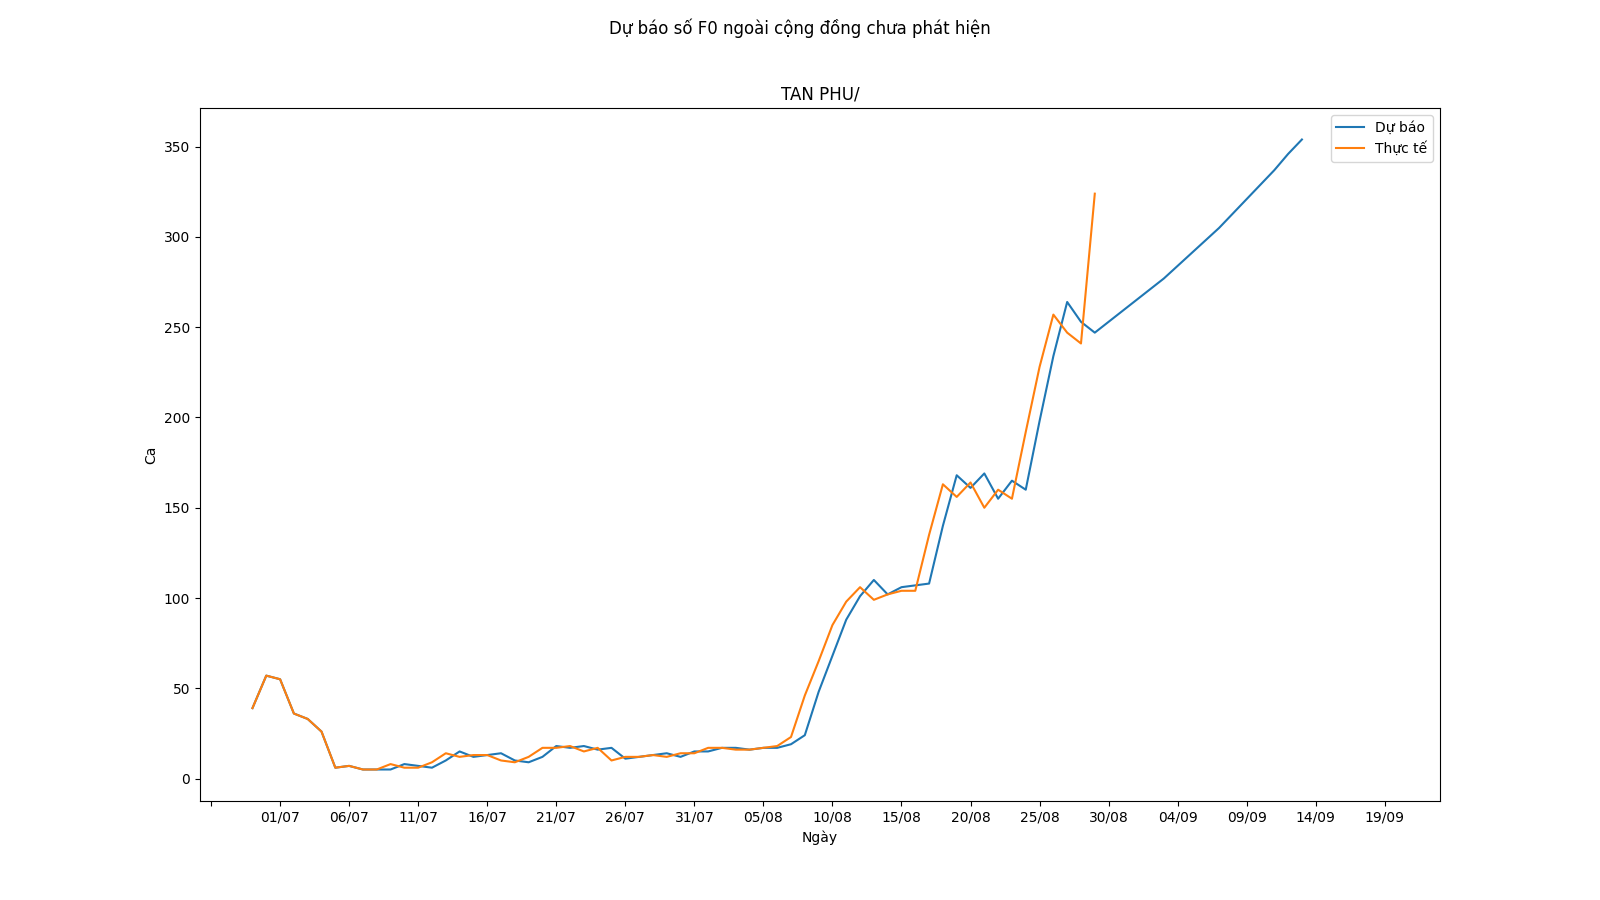 Dự báo số F0 ngoài cộng đồng chưa phát hiện
TAN PHU/
Dự báo
Thực tế
350
300
250
200
150
100
50
0
Ca
01/07 06/07 11/07 16/07 21/07 26/07 31/07 05/08 10/08 15/08 20/08 25/08 30/08 04/09 09/09 14/09 19/09
Ngày